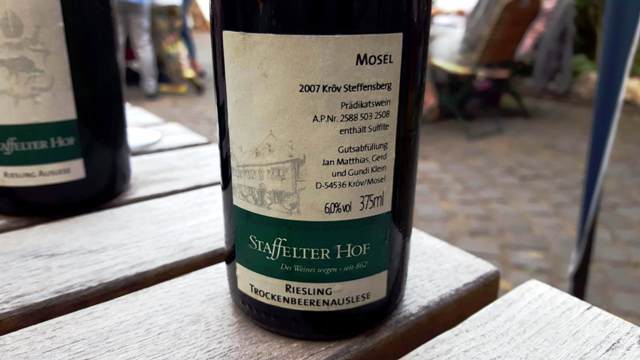 STAFFELTER HOF
RIESLING AUSLESE
MOSEL
2007 Kröv Steffensberg
Prädikatswein
A.P.Nr. 2588 503 2508
enthält Sulfite
Gutsabfüllung
Jan Matthias, Gerd
und Gundi Klein
D-54536 Kröv/Mosel
6,0%vol 375ml
STAFFELTER HOF
Des Weines wegen - seit 862
RIESLING
TROCKENBEERENAUSLESE